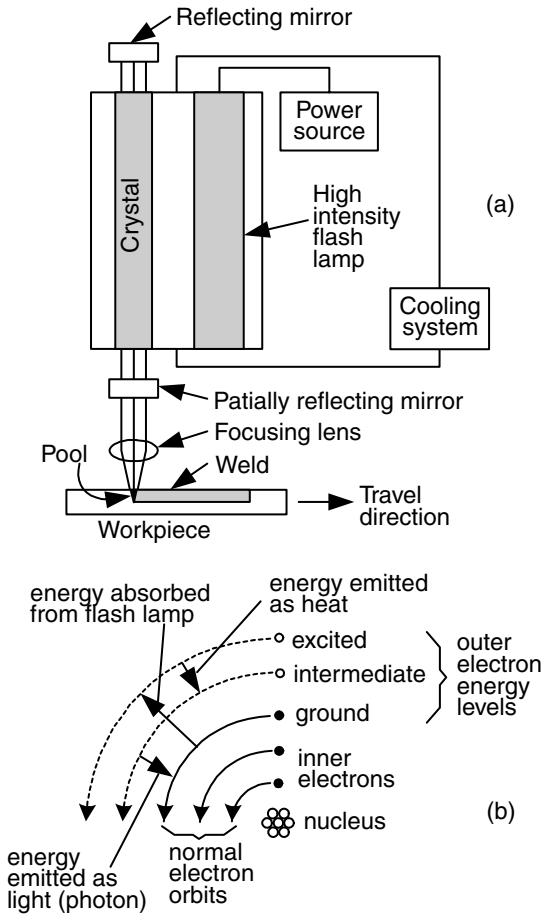 Reflecting mirror
Power
source
Crystal
High
intensity
flash
lamp
(a)
Cooling
system
Patially reflecting mirror
Focusing lens
Pool
Weld
Travel
direction
Workpiece
energy absorbed
from flash lamp
energy emitted
as heat
excited
intermediate
ground
outer
electron
energy
levels
inner
electrons
nucleus
(b)
energy
emitted as
light (photon)
normal
electron
orbits